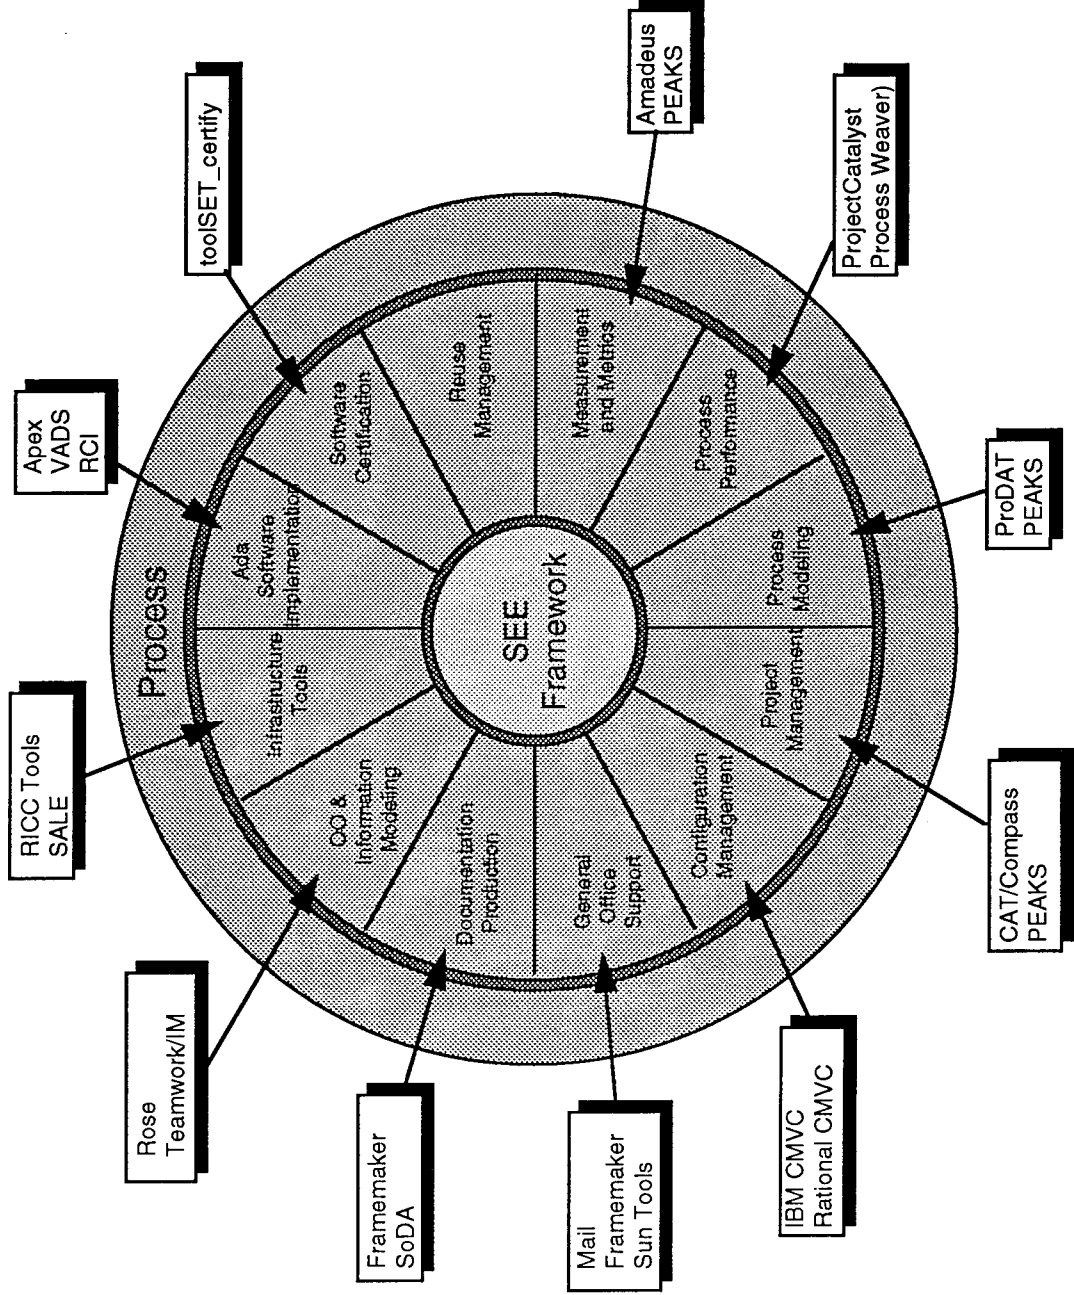 Process
SEE
Framework
Infrastructure
Tools
Ada
Software
Implementation
Software
Certification
Reuse
Management
Measurement
and Metrics
Process
Performance
Process
Modeling
Project
Management
Configuration
Management
General
Office
Support
Documentation
Production
OO &
Information
Modeling
RICC Tools
SALE
Apex
VADS
RCI
toolSET_certify
Amadeus
PEAKS
ProjectCatalyst
Process Weaver)
ProDAT
PEAKS
CAT/Compass
PEAKS
IBM CMVC
Rational CMVC
Mail
Framemaker
Sun Tools
Framemaker
SoDA
Rose
Teamwork/IM